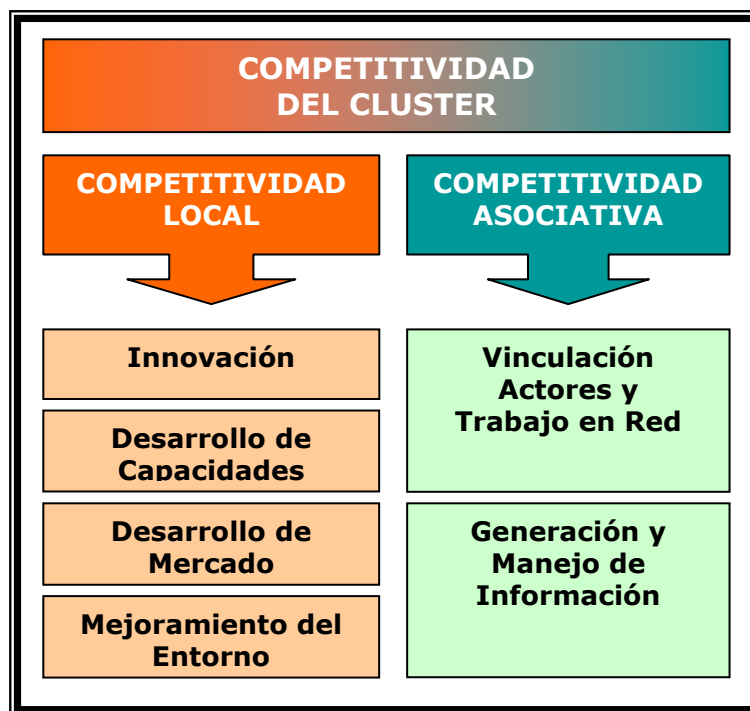 COMPETITIVIDAD
DEL CLUSTER
COMPETITIVIDAD
LOCAL
COMPETITIVIDAD
ASOCIATIVA
Innovación
Desarrollo de
Capacidades
Desarrollo de
Mercado
Mejoramiento del
Entorno
Vinculación
Actores y
Trabajo en Red
Generación y
Manejo de
Información